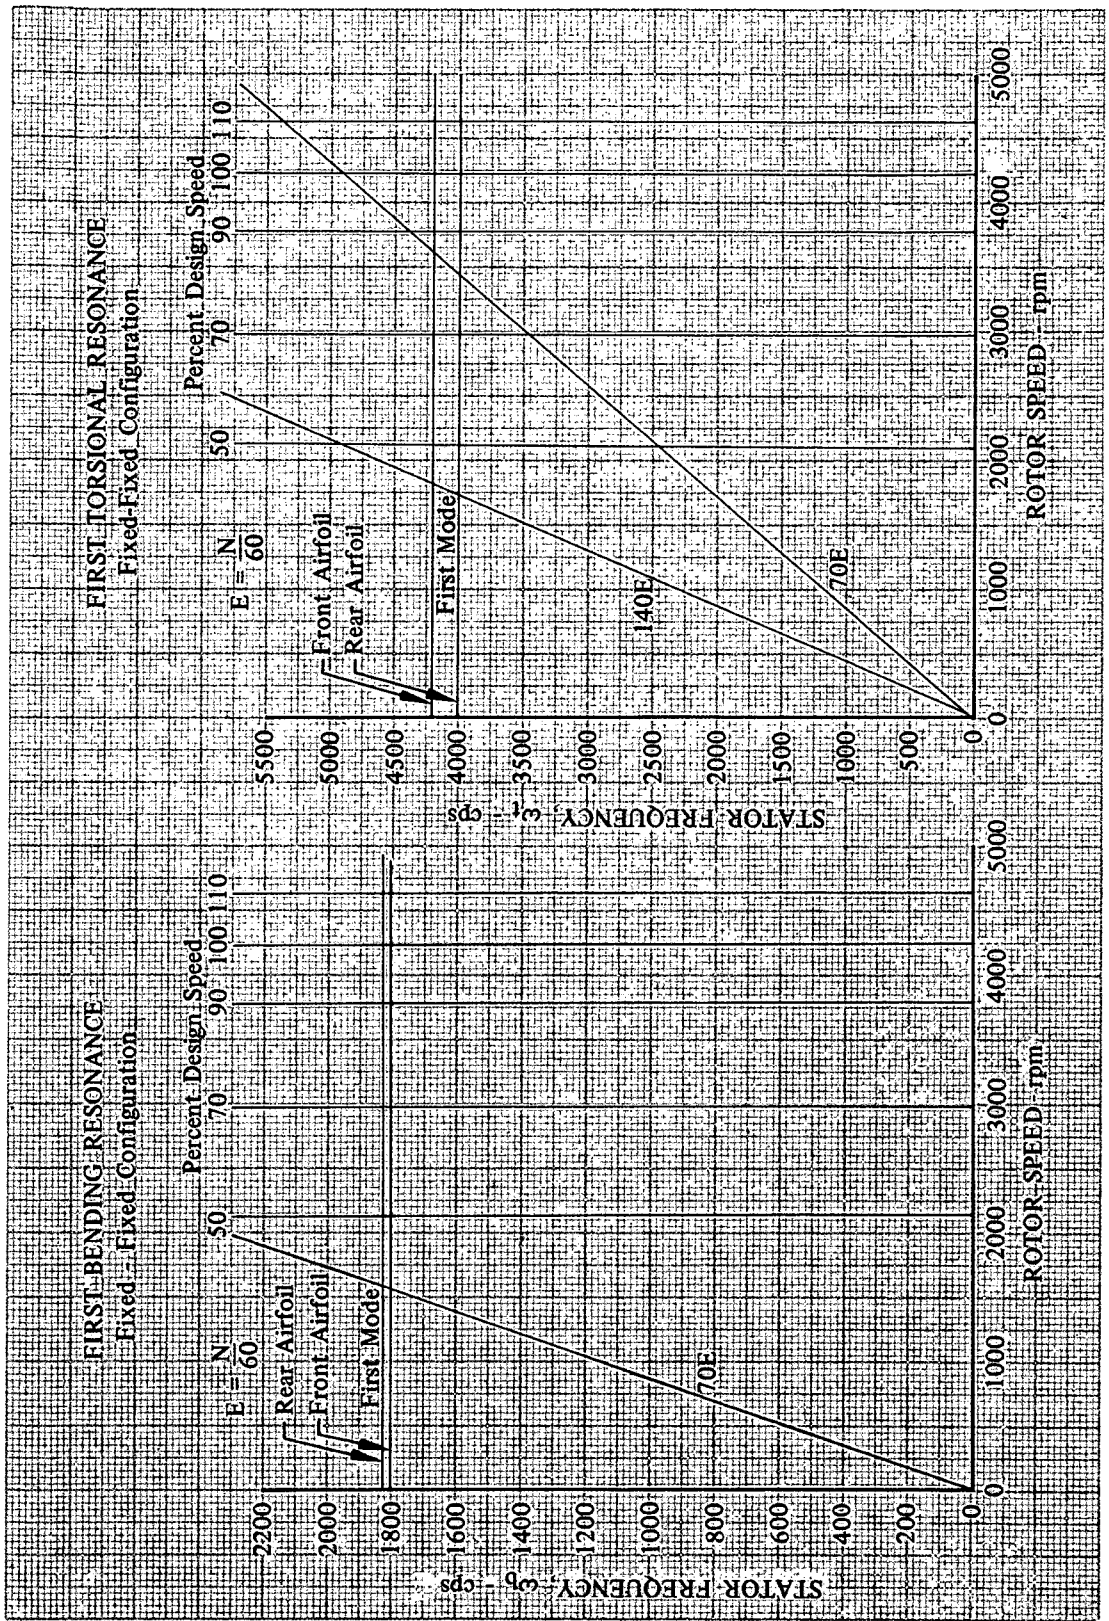 FIRST BENDING RESONANCE
Fixed - Fixed Configuration
Percent Design Speed
50 70 90 100 110
E = N/60
Rear Airfoil
Front Airfoil
First Mode
70E
2200
2000
1800
1600
1400
1200
1000
800
600
400
200
0
STATOR FREQUENCY, ωb - cps
0 1000 2000 3000 4000 5000
ROTOR SPEED - rpm
FIRST TORSIONAL RESONANCE
Fixed-Fixed Configuration
Percent Design Speed
50 70 90 100 110
E = N/60
Front Airfoil
Rear Airfoil
First Mode
140E
70E
5500
5000
4500
4000
3500
3000
2500
2000
1500
1000
500
0
STATOR FREQUENCY, ωt - cps
0 1000 2000 3000 4000 5000
ROTOR SPEED - rpm